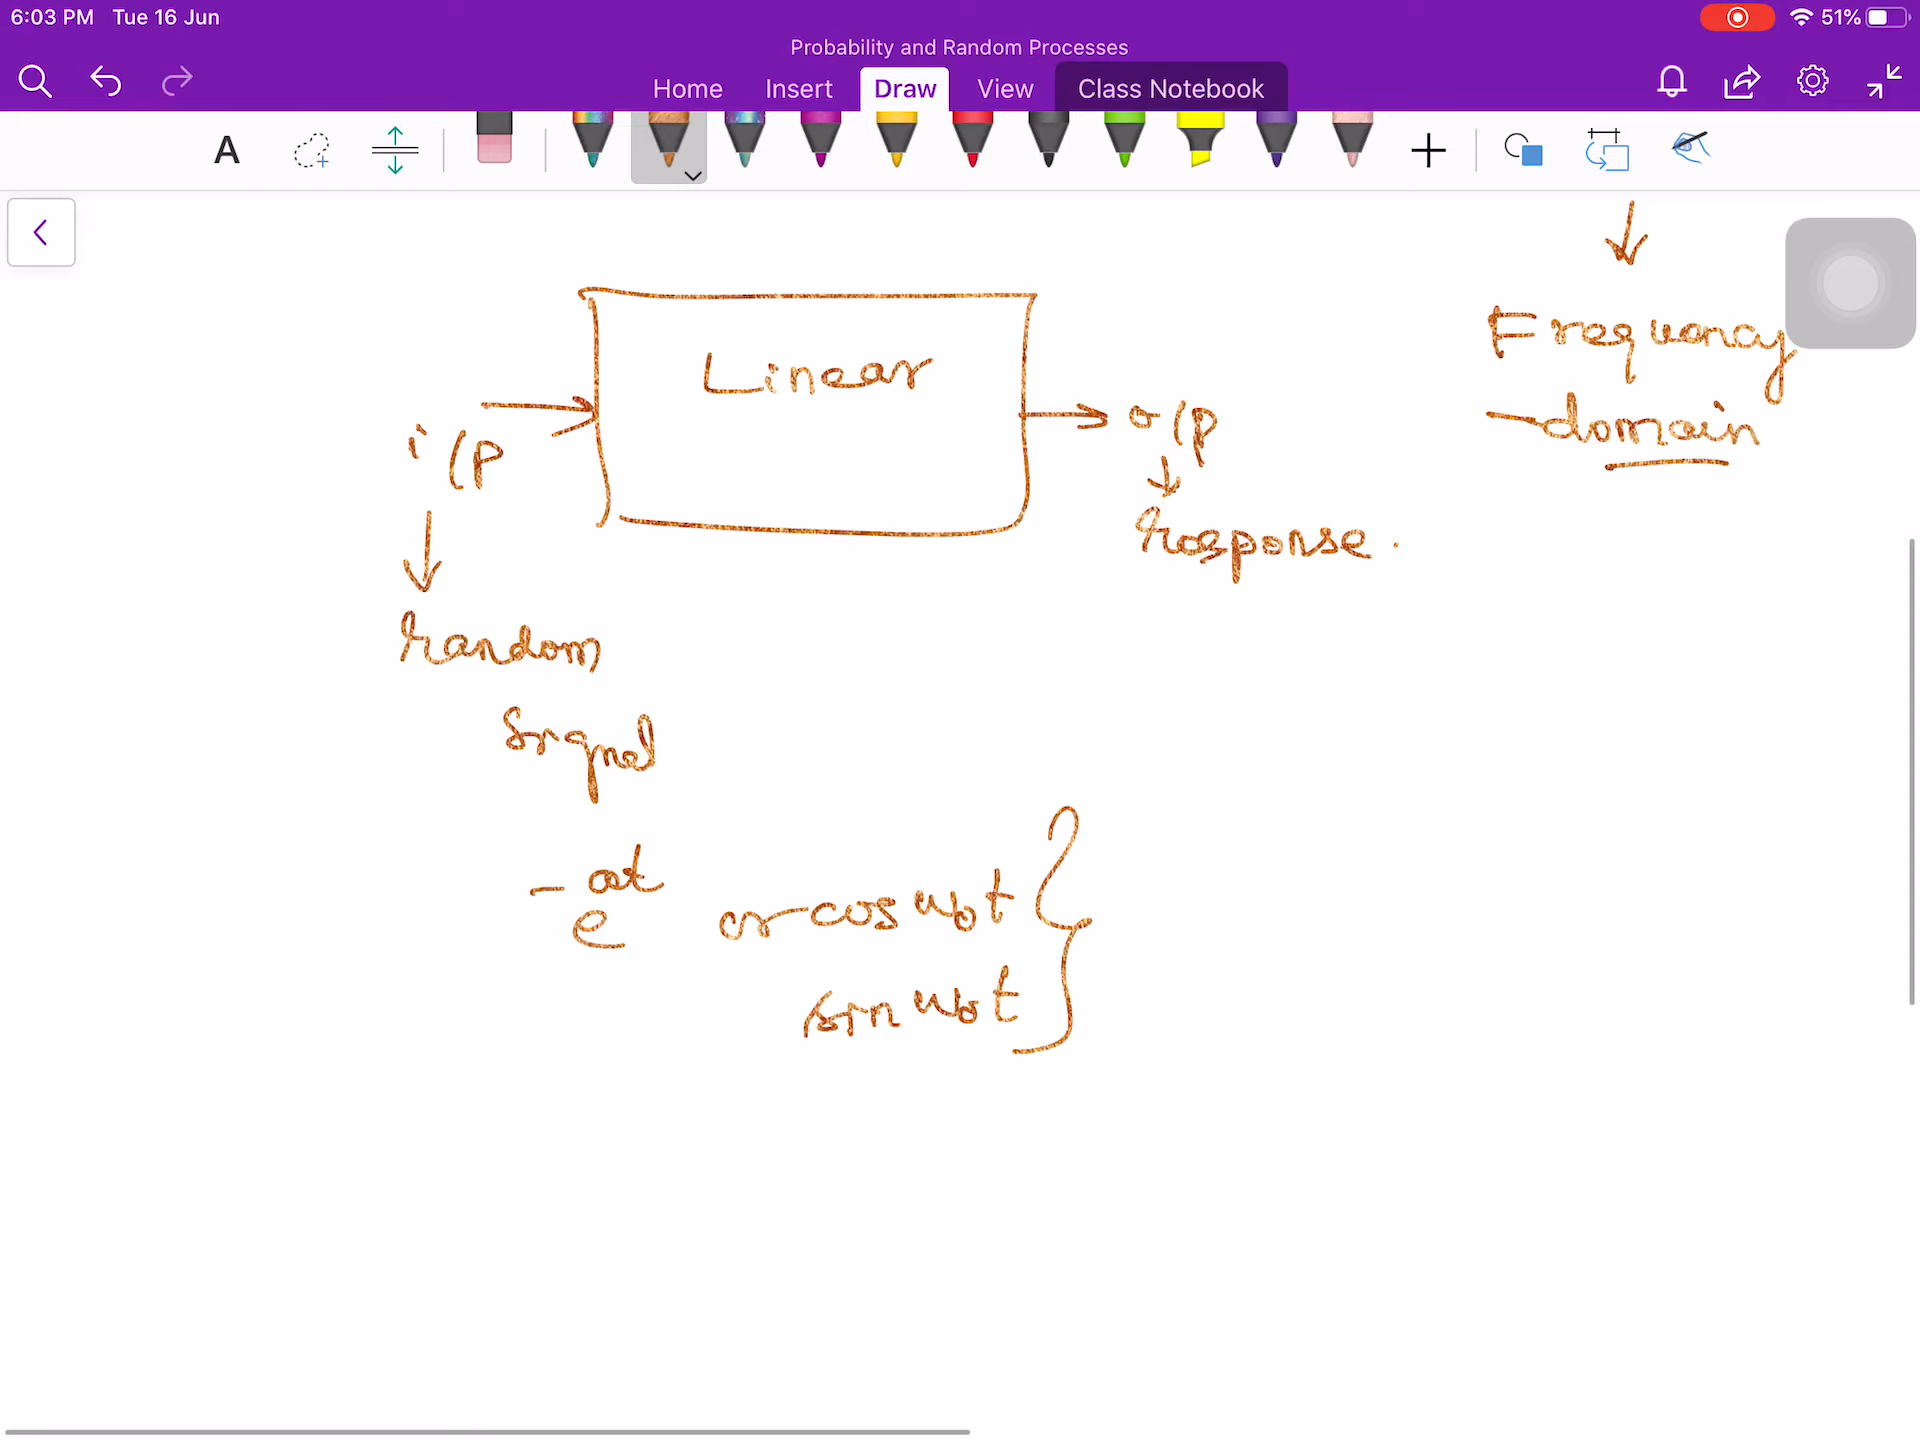 6:03 PM Tue 16 Jun
51%
Probability and Random Processes
Home Insert Draw View Class Notebook
A
Frequency
-domain
Linear
i/p
o/p
response.
random
signal
- at
e or cos ω₀t
sin ω₀t